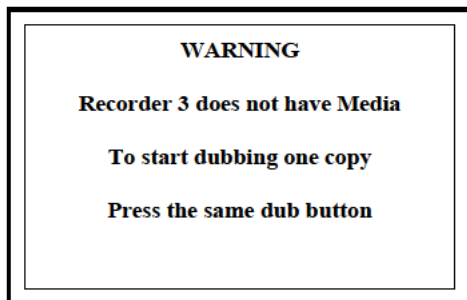 WARNING
Recorder 3 does not have Media
To start dubbing one copy
Press the same dub button